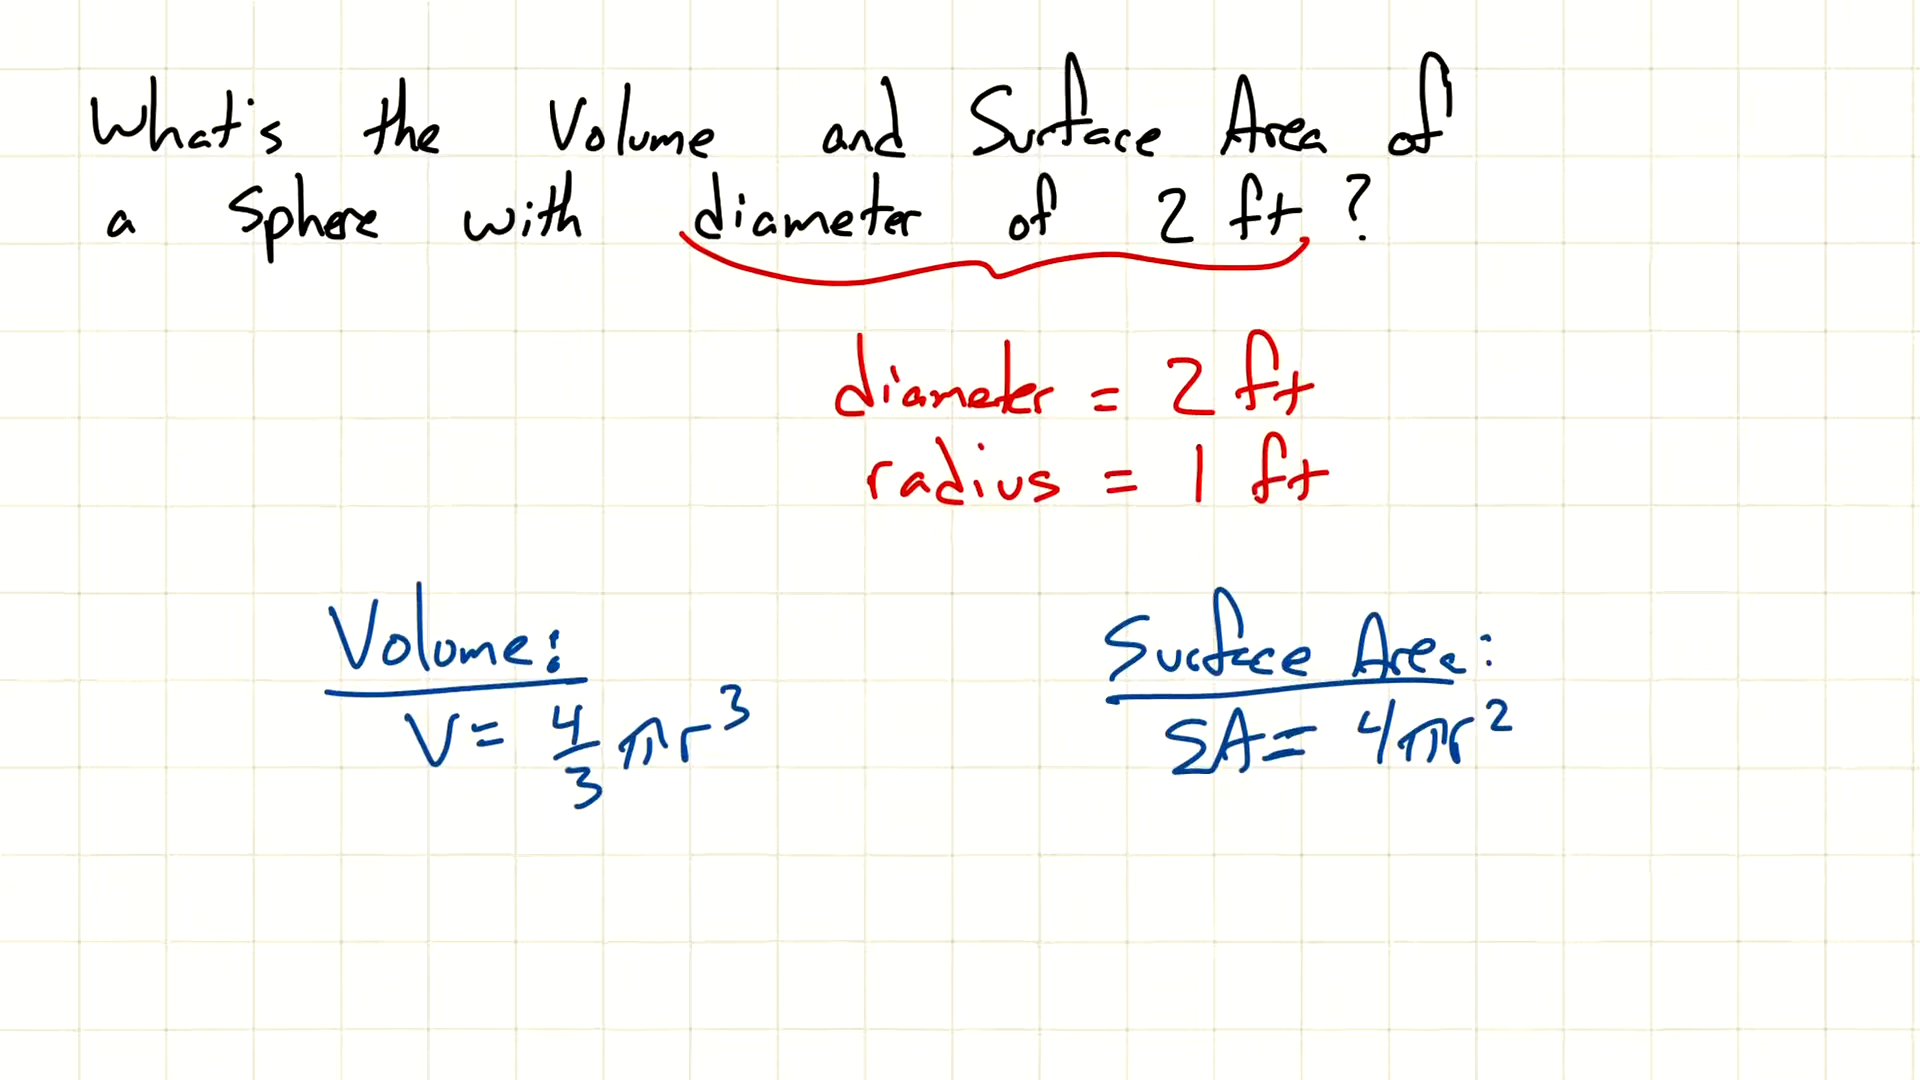 What's the Volume and Surface Area of
a Sphere with diameter of 2 ft?
diameter = 2 ft
radius = 1 ft
Volume:
V = 4/3 πr³
Surface Area:
SA = 4πr²